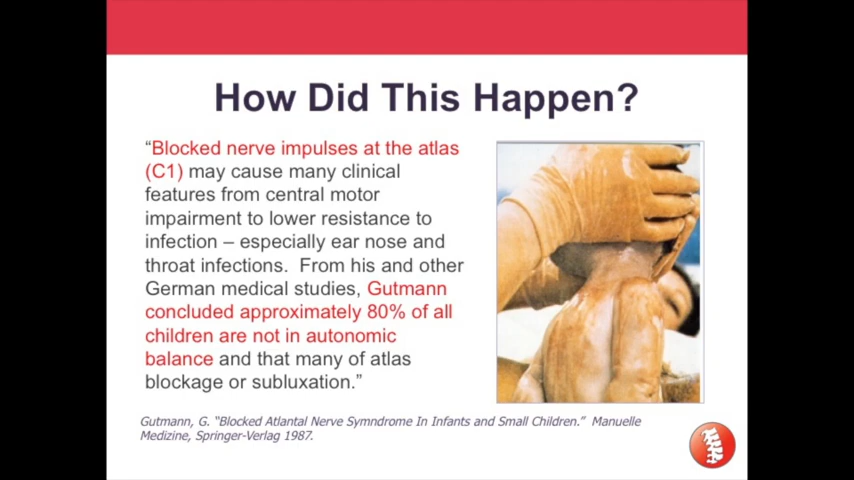 How Did This Happen?
“Blocked nerve impulses at the atlas
(C1) may cause many clinical
features from central motor
impairment to lower resistance to
infection – especially ear nose and
throat infections.  From his and other
German medical studies, Gutmann
concluded approximately 80% of all
children are not in autonomic
balance and that many of atlas
blockage or subluxation.”
Gutmann, G. “Blocked Atlantal Nerve Symndrome In Infants and Small Children.”  Manuelle
Medizine, Springer-Verlag 1987.